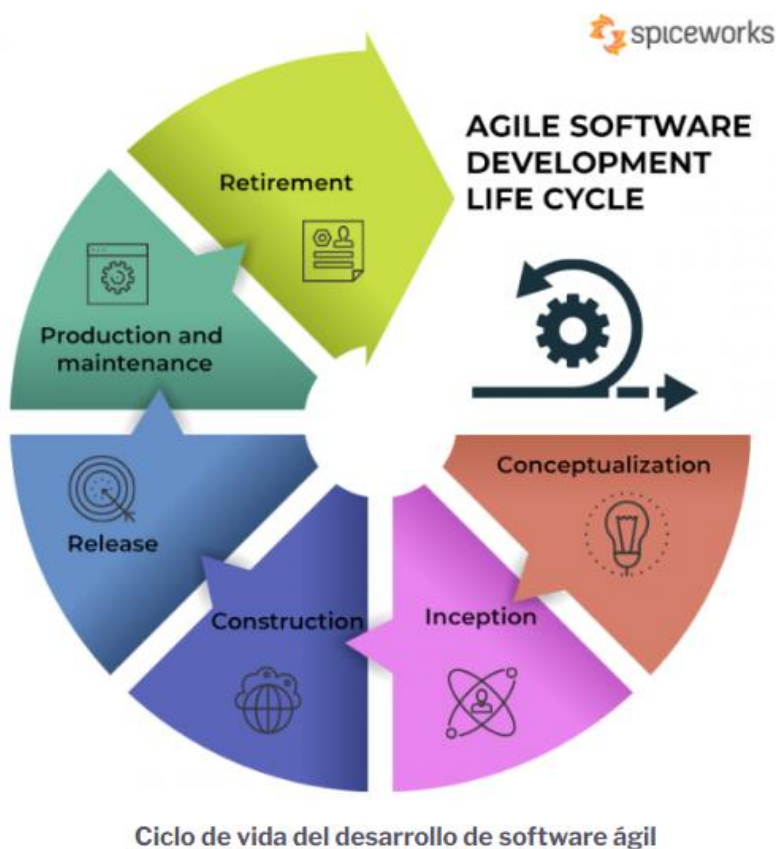 spiceworks
AGILE SOFTWARE
DEVELOPMENT
LIFE CYCLE
Retirement
Production and
maintenance
Release
Construction
Inception
Conceptualization
Ciclo de vida del desarrollo de software ágil